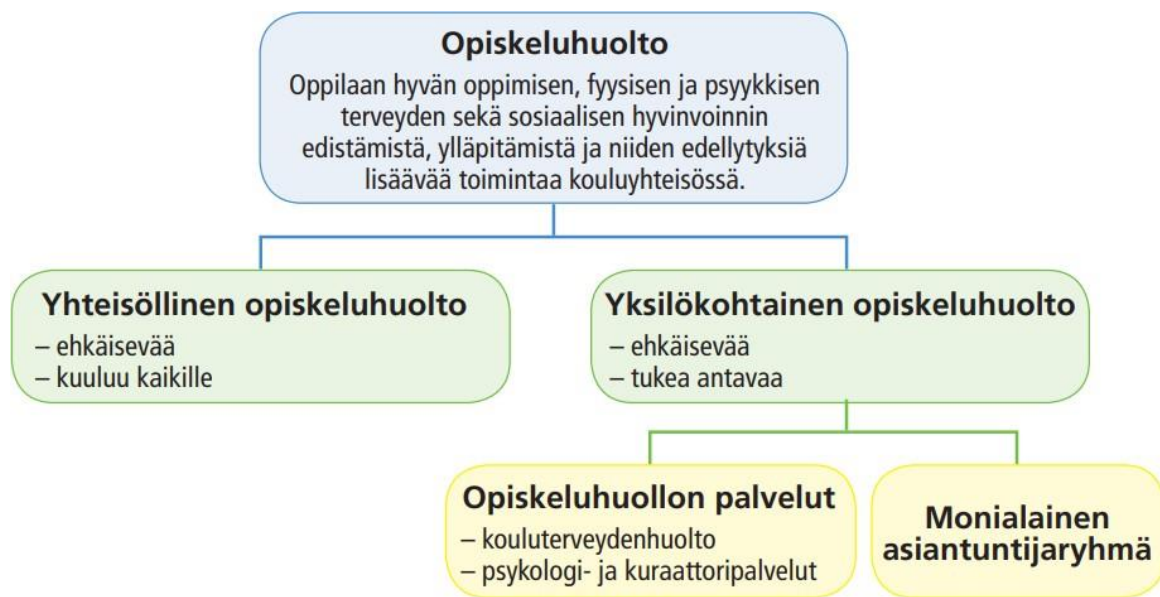 Opiskeluhuolto
Oppilaan hyvän oppimisen, fyysisen ja psyykkisen
terveyden sekä sosiaalisen hyvinvoinnin
edistämistä, ylläpitämistä ja niiden edellytyksiä
lisäävää toimintaa kouluyhteisössä.
Yhteisöllinen opiskeluhuolto
– ehkäisevää
– kuuluu kaikille
Yksilökohtainen opiskeluhuolto
– ehkäisevää
– tukea antavaa
Opiskeluhuollon palvelut
– kouluterveydenhuolto
– psykologi- ja kuraattoripalvelut
Monialainen
asiantuntijaryhmä